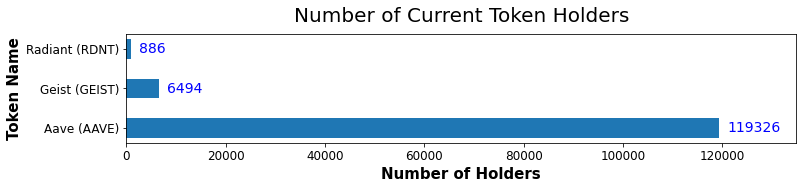 Number of Current Token Holders
Token Name
Radiant (RDNT)
886
Geist (GEIST)
6494
Aave (AAVE)
119326
0 20000 40000 60000 80000 100000 120000
Number of Holders